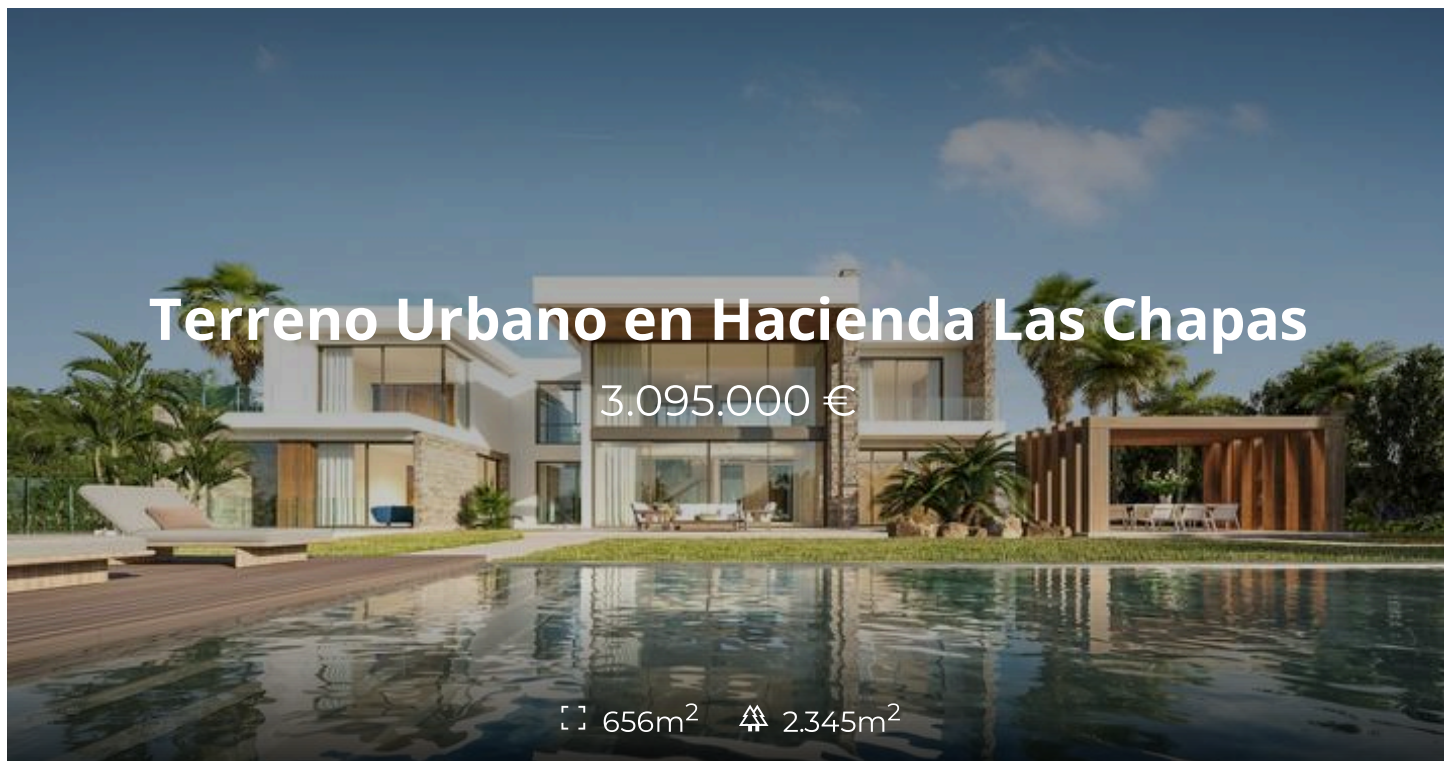 Terreno Urbano en Hacienda Las Chapas
3.095.000 €
656m² 2.345m²